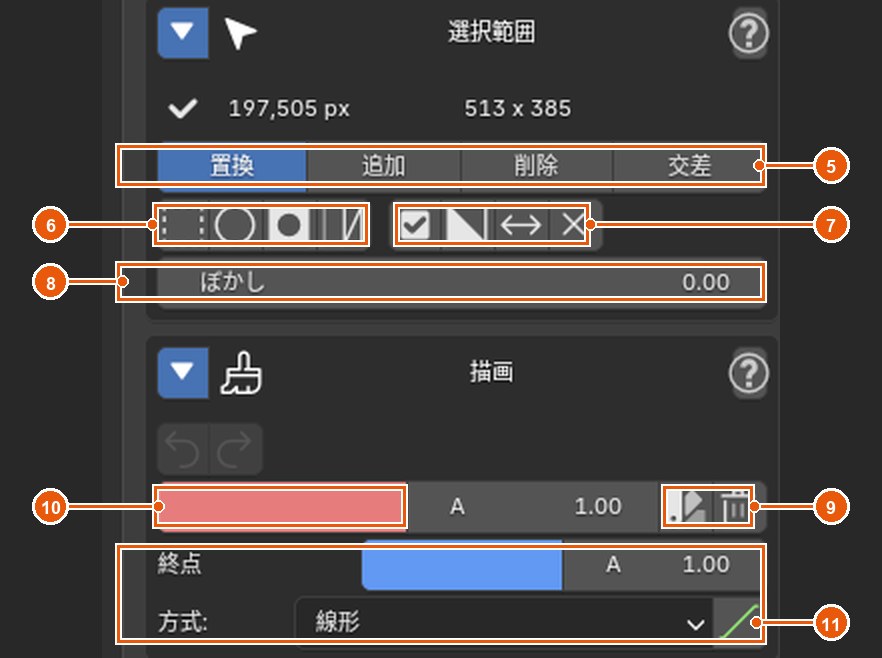 選択範囲 ?
197,505 px 513 x 385
置換 追加 削除 交差 5
6 7
8 ぼかし 0.00
描画 ?
10 A 1.00 9
終点 A 1.00
方式: 線形 11